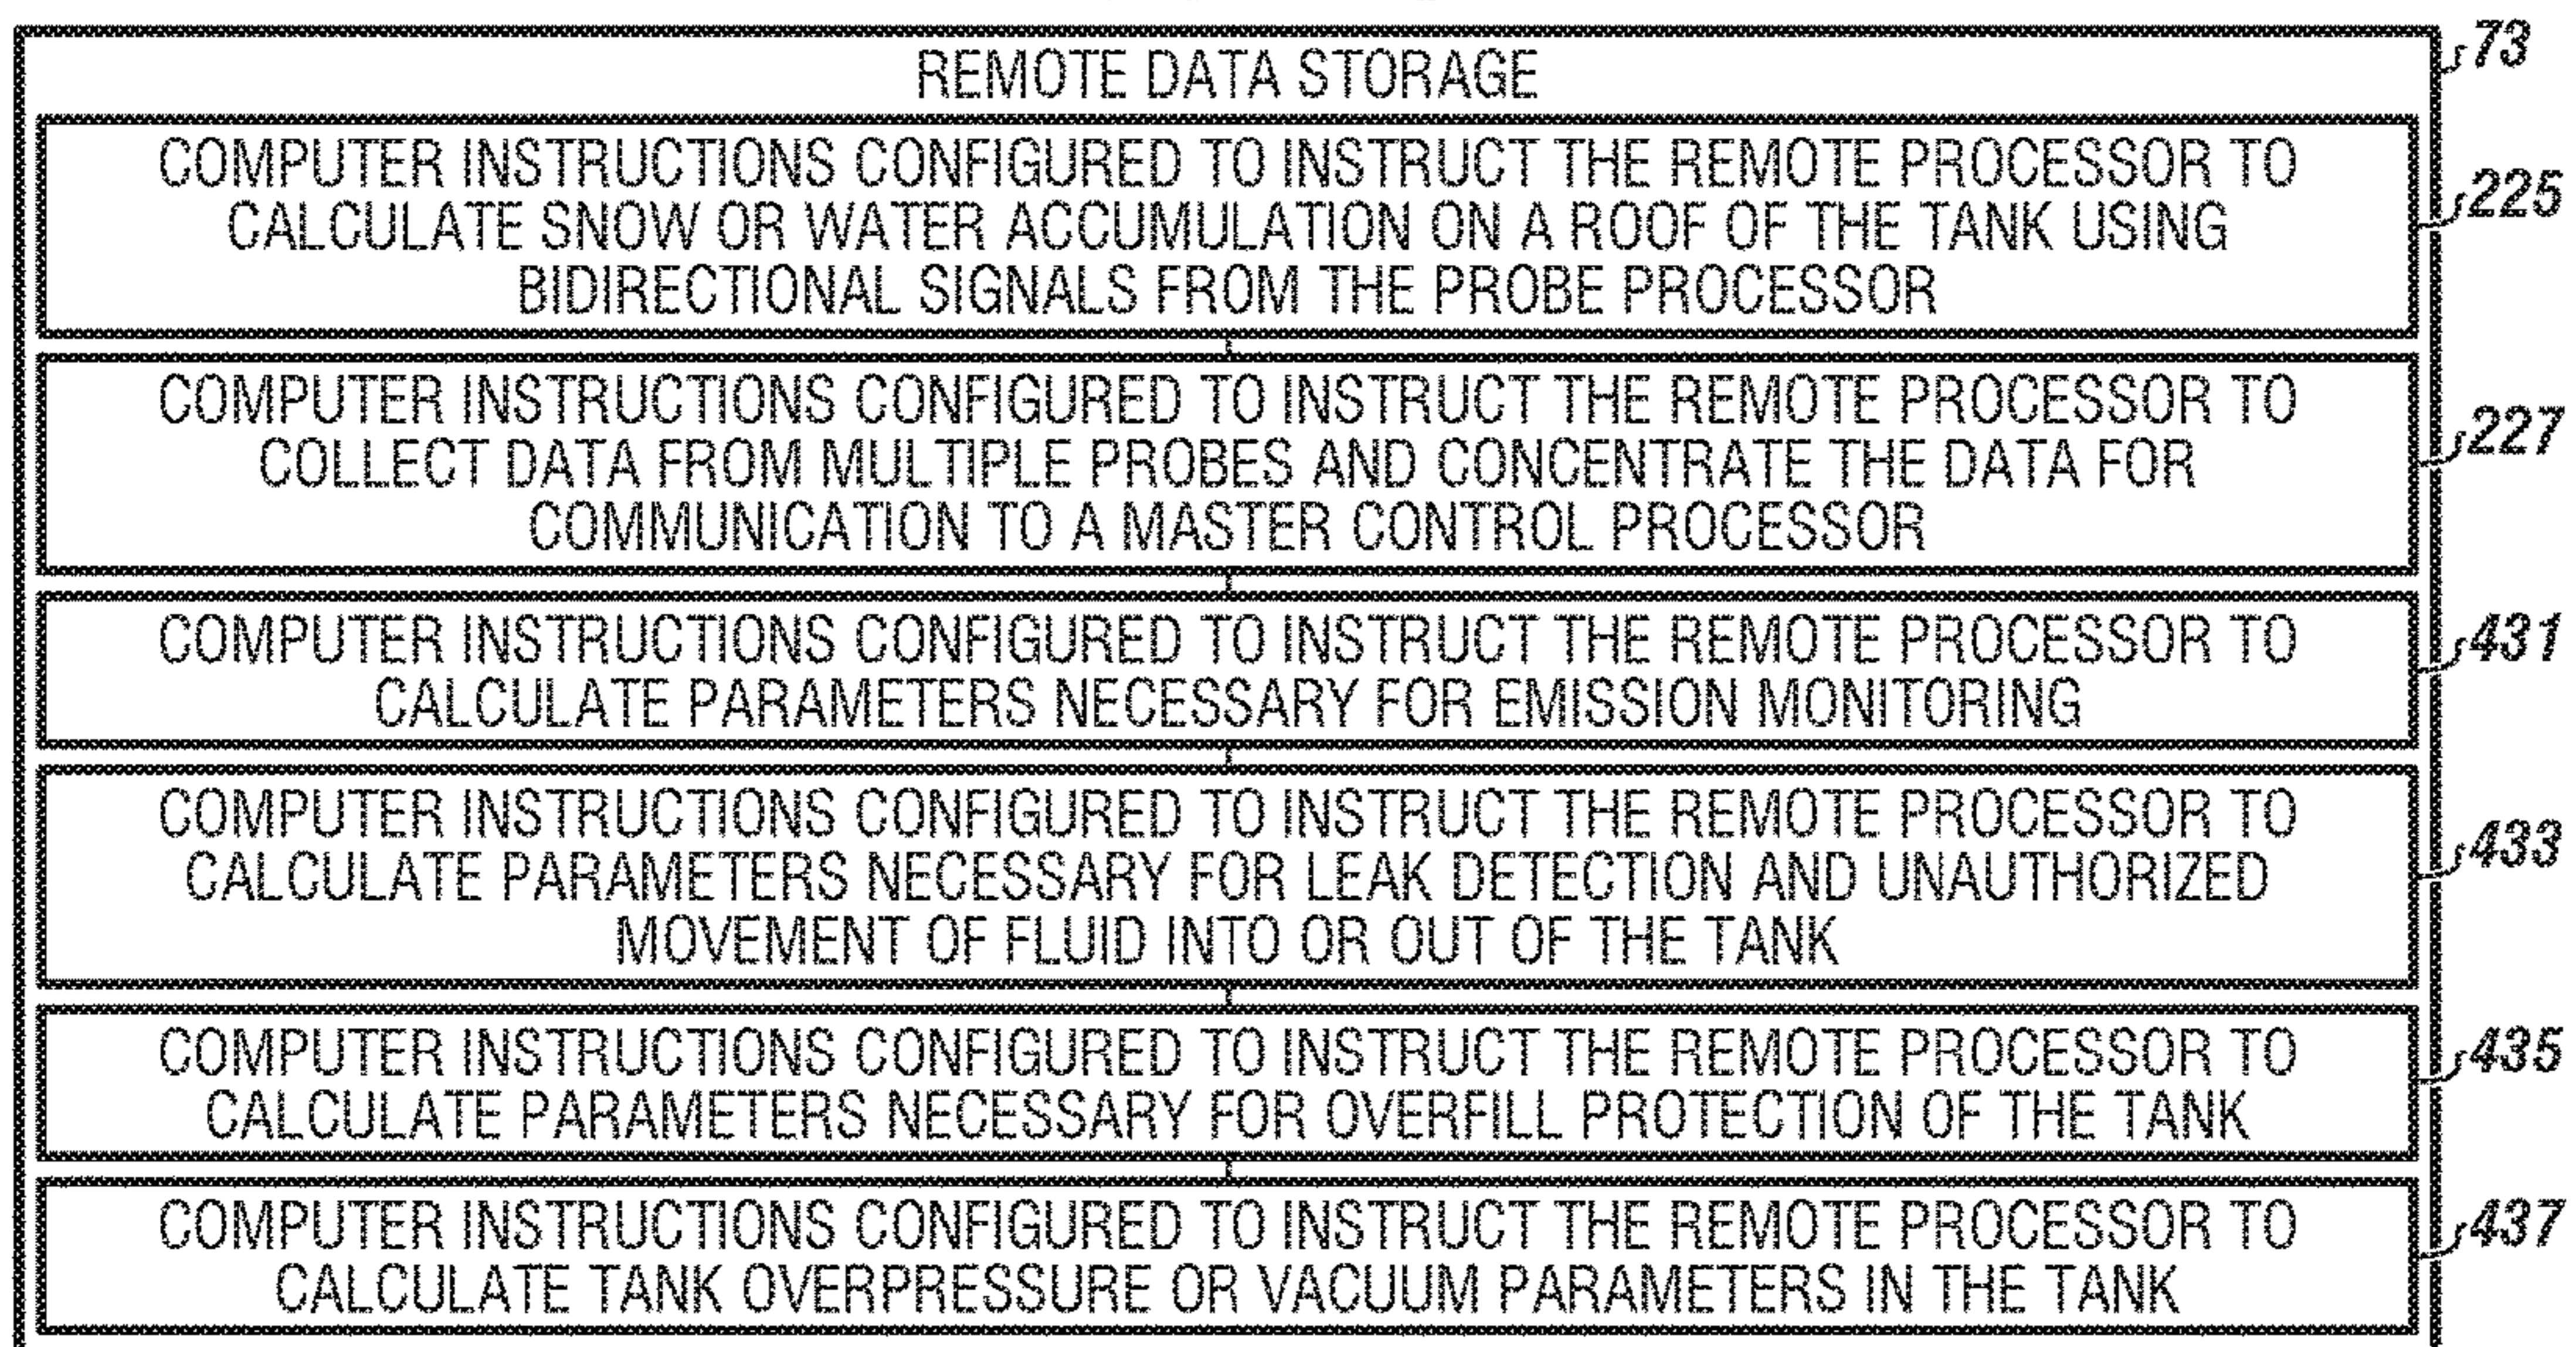 REMOTE DATA STORAGE
73
COMPUTER INSTRUCTIONS CONFIGURED TO INSTRUCT THE REMOTE PROCESSOR TO
CALCULATE SNOW OR WATER ACCUMULATION ON A ROOF OF THE TANK USING
BIDIRECTIONAL SIGNALS FROM THE PROBE PROCESSOR
225
COMPUTER INSTRUCTIONS CONFIGURED TO INSTRUCT THE REMOTE PROCESSOR TO
COLLECT DATA FROM MULTIPLE PROBES AND CONCENTRATE THE DATA FOR
COMMUNICATION TO A MASTER CONTROL PROCESSOR
227
COMPUTER INSTRUCTIONS CONFIGURED TO INSTRUCT THE REMOTE PROCESSOR TO
CALCULATE PARAMETERS NECESSARY FOR EMISSION MONITORING
431
COMPUTER INSTRUCTIONS CONFIGURED TO INSTRUCT THE REMOTE PROCESSOR TO
CALCULATE PARAMETERS NECESSARY FOR LEAK DETECTION AND UNAUTHORIZED
MOVEMENT OF FLUID INTO OR OUT OF THE TANK
433
COMPUTER INSTRUCTIONS CONFIGURED TO INSTRUCT THE REMOTE PROCESSOR TO
CALCULATE PARAMETERS NECESSARY FOR OVERFILL PROTECTION OF THE TANK
435
COMPUTER INSTRUCTIONS CONFIGURED TO INSTRUCT THE REMOTE PROCESSOR TO
CALCULATE TANK OVERPRESSURE OR VACUUM PARAMETERS IN THE TANK
437